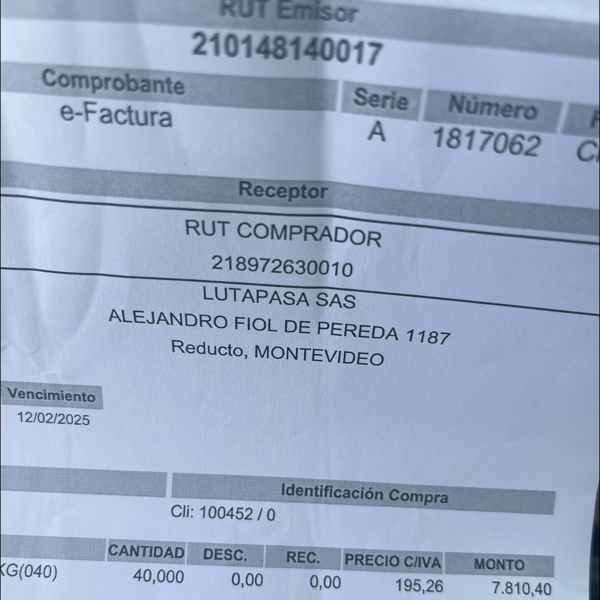 RUT Emisor
210148140017
Comprobante Serie Número
e-Factura A 1817062
Receptor
RUT COMPRADOR
218972630010
LUTAPASA SAS
ALEJANDRO FIOL DE PEREDA 1187
Reducto, MONTEVIDEO
Vencimiento
12/02/2025
Identificación Compra
Cli: 100452 / 0
CANTIDAD DESC. REC. PRECIO C/IVA MONTO
KG(040) 40,000 0,00 0,00 195,26 7.810,40